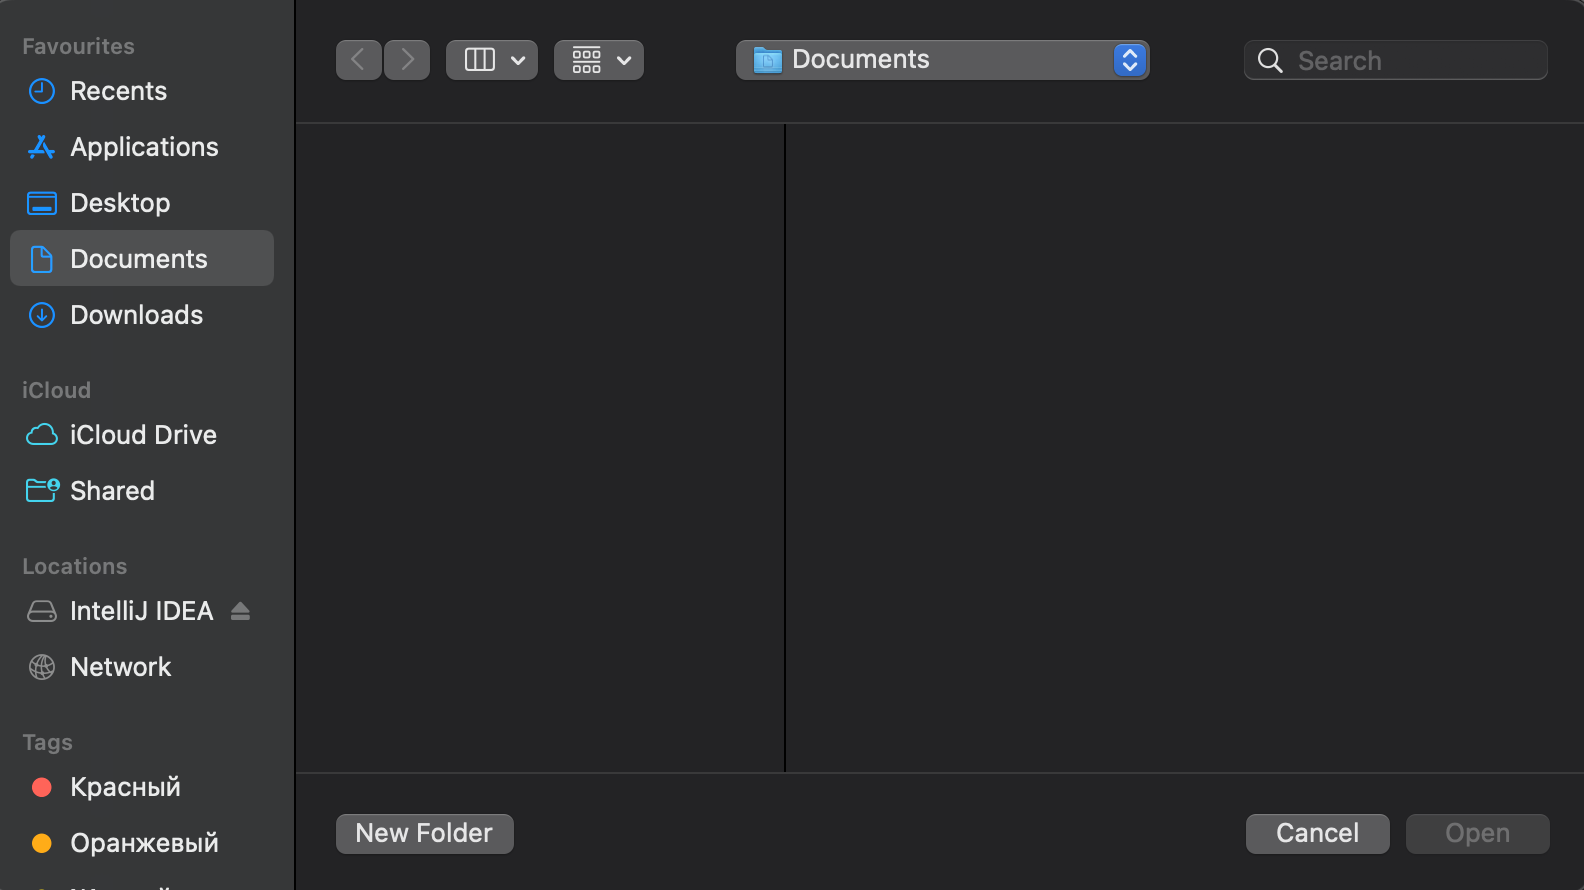 Favourites
Recents
Applications
Desktop
Documents
Downloads
iCloud
iCloud Drive
Shared
Locations
IntelliJ IDEA
Network
Tags
Красный
Оранжевый
Documents
Search
New Folder
Cancel
Open